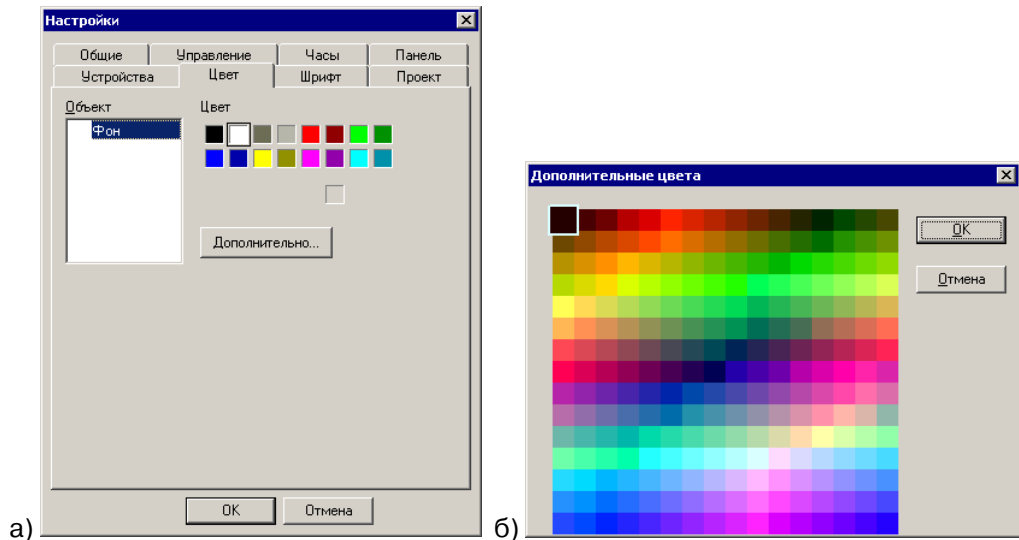 Настройки
Общие Управление Часы Панель
Устройства Цвет Шрифт Проект
Объект Цвет
Фон
Дополнительно...
OK Отмена
а)
Дополнительные цвета
OK
Отмена
б)